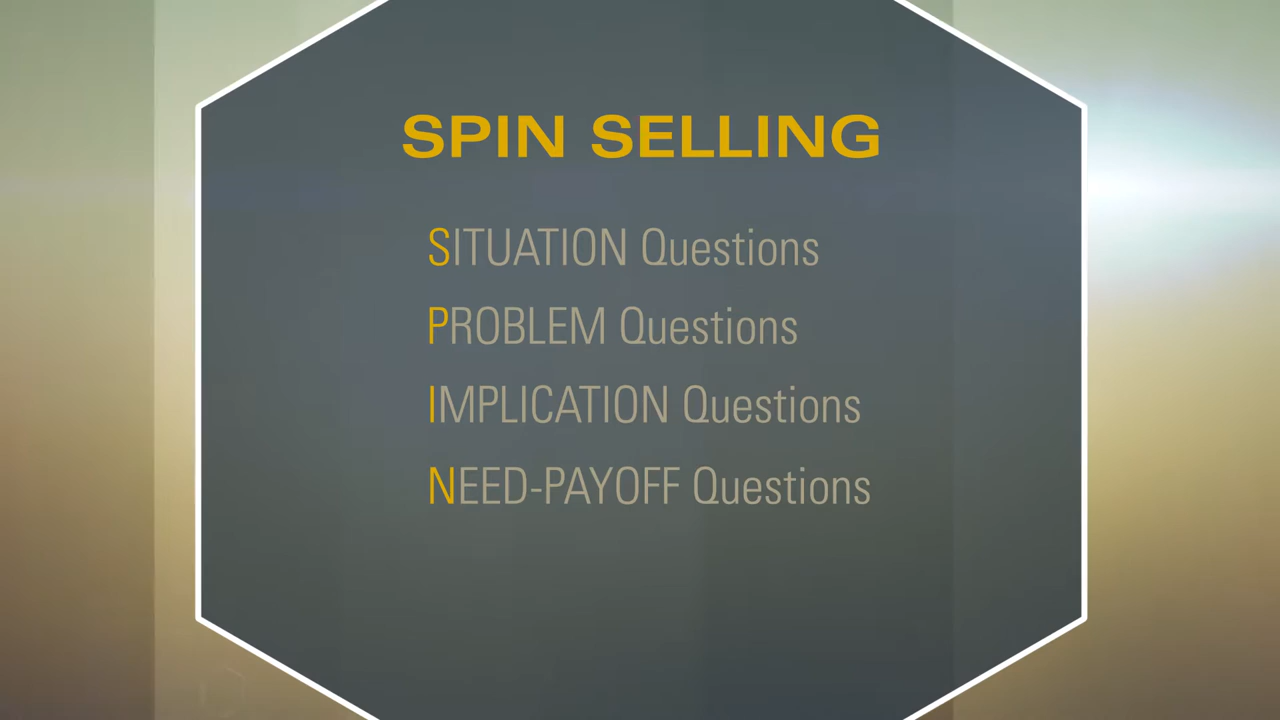 SPIN SELLING
SITUATION Questions
PROBLEM Questions
IMPLICATION Questions
NEED-PAYOFF Questions